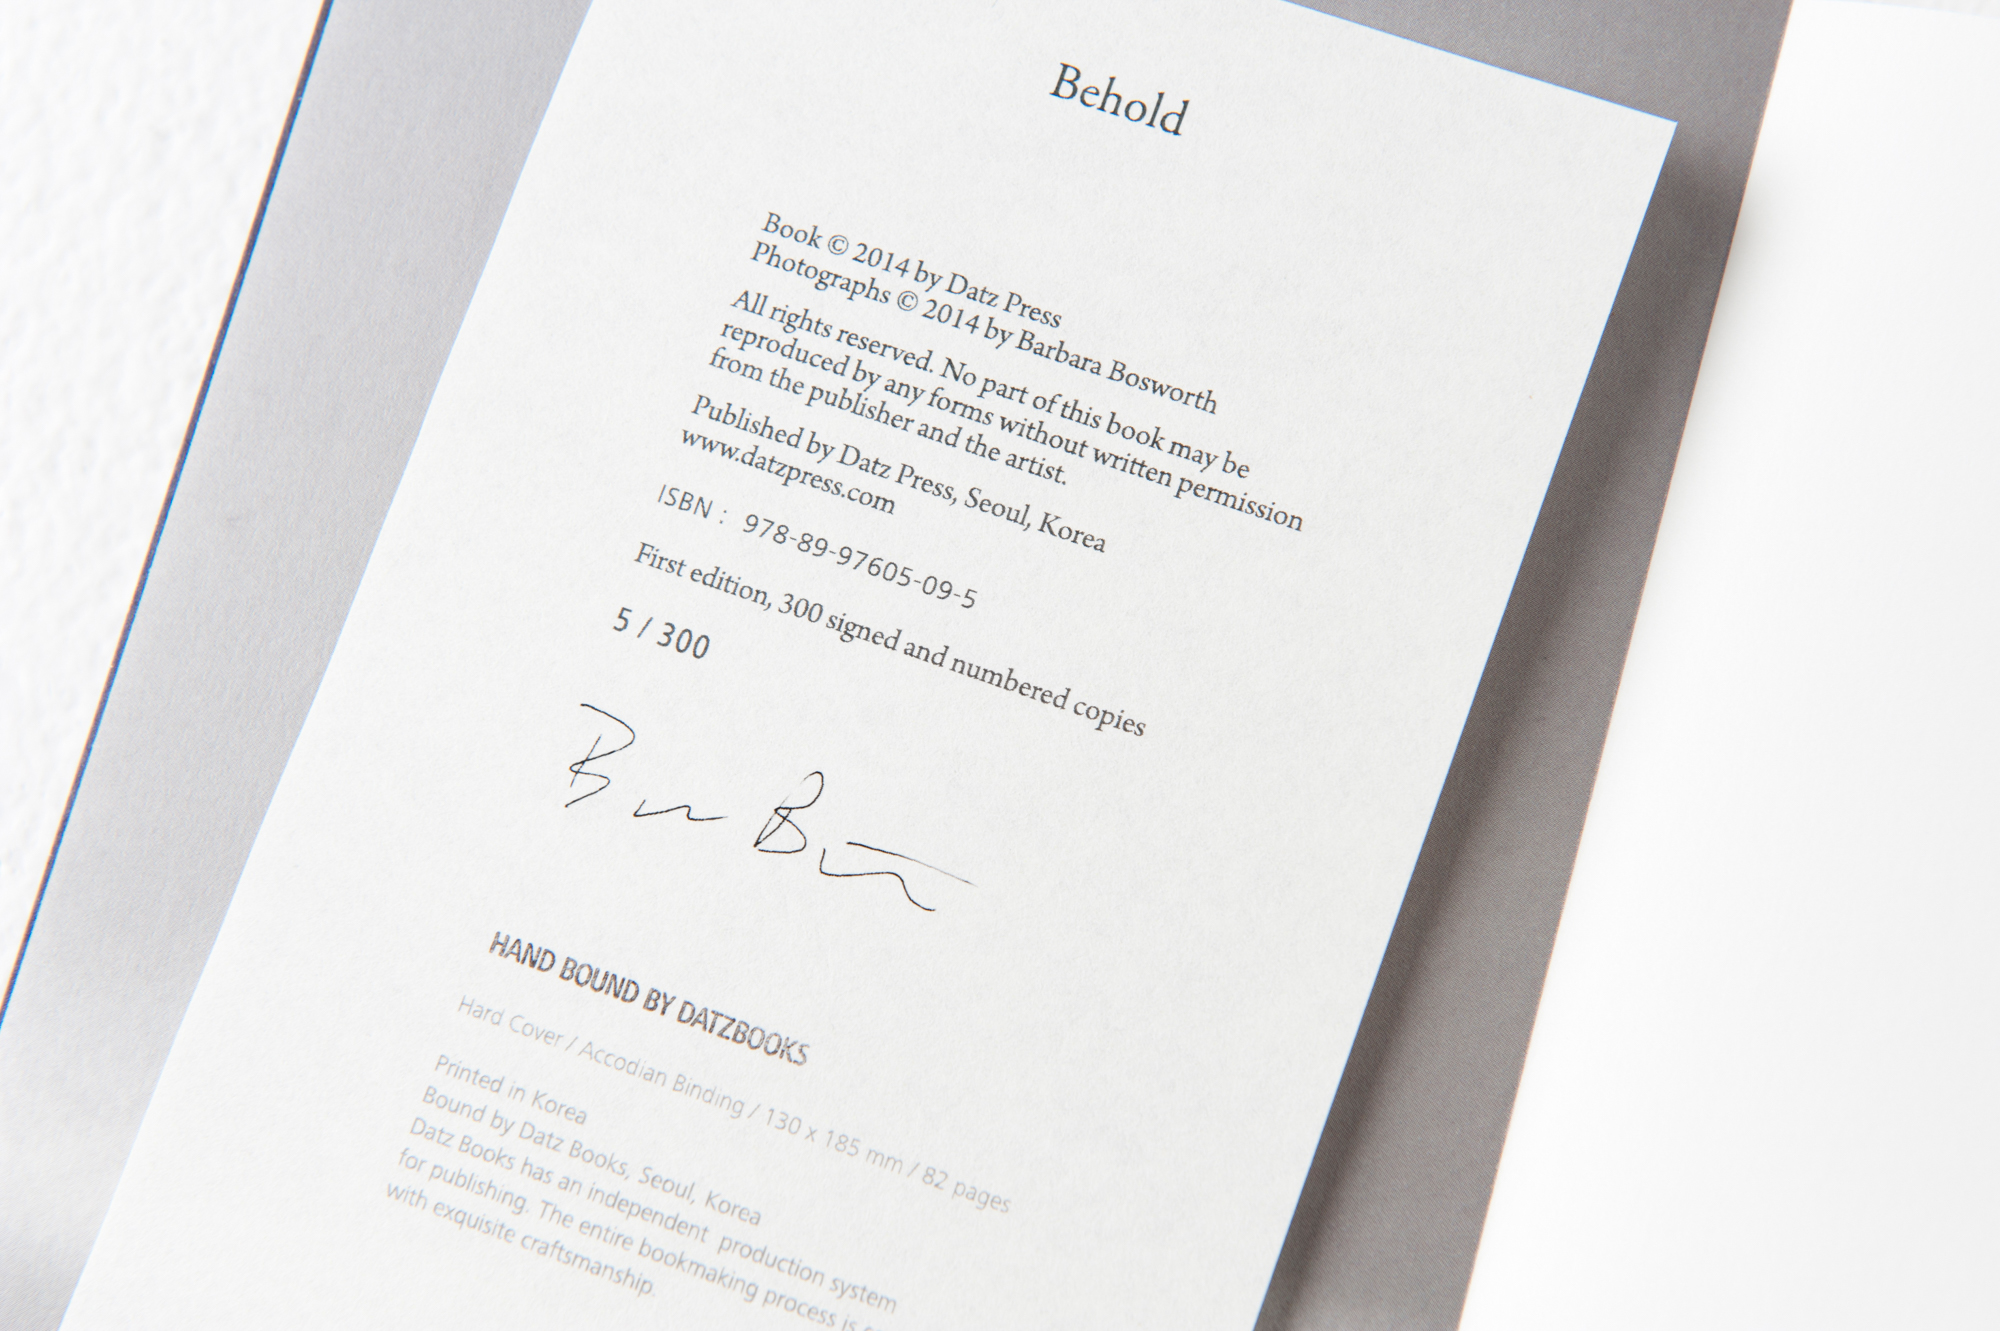 Behold
Book © 2014 by Datz Press
Photographs © 2014 by Barbara Bosworth
All rights reserved. No part of this book may be
reproduced by any forms without written permission
from the publisher and the artist.
Published by Datz Press, Seoul, Korea
www.datzpress.com
ISBN : 978-89-97605-09-5
First edition, 300 signed and numbered copies
5 / 300
HAND BOUND BY DATZBOOKS
Hard Cover / Accodian Binding / 130 x 185 mm / 82 pages
Printed in Korea
Bound by Datz Books, Seoul, Korea
Datz Books has an independent production system
for publishing. The entire bookmaking process is
with exquisite craftsmanship.